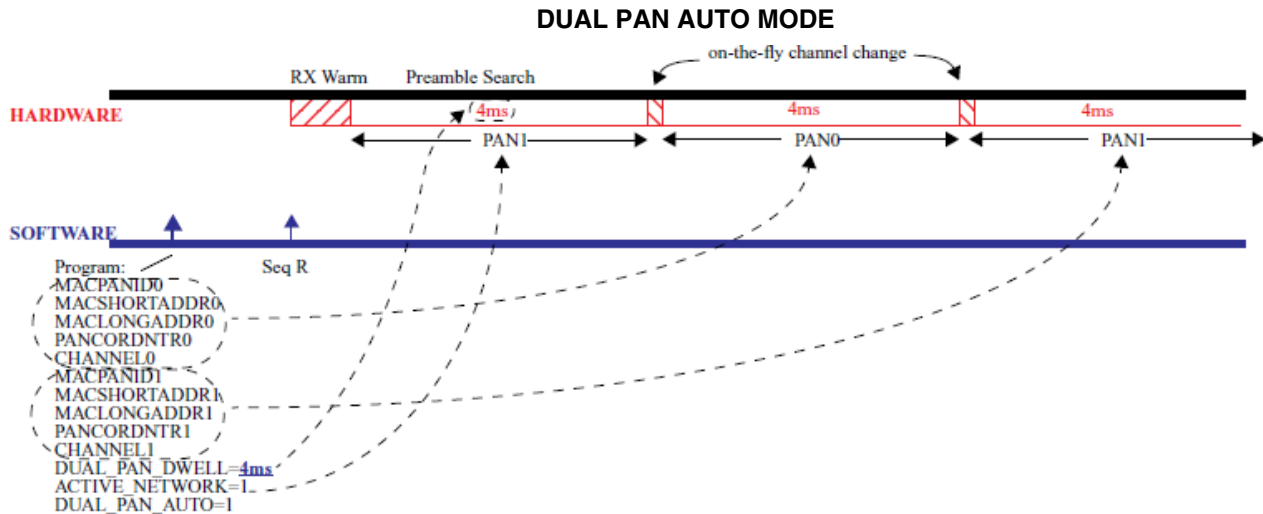 DUAL PAN AUTO MODE
on-the-fly channel change
RX Warm Preamble Search
HARDWARE 4ms 4ms 4ms
PAN1 PAN0 PAN1
SOFTWARE
Program: Seq R
MACPANID0
MACSHORTADDR0
MACLONGADDR0
PANCORDNTR0
CHANNEL0
MACPANID1
MACSHORTADDR1
MACLONGADDR1
PANCORDNTR1
CHANNEL1
DUAL_PAN_DWELL=4ms
ACTIVE_NETWORK=1
DUAL_PAN_AUTO=1